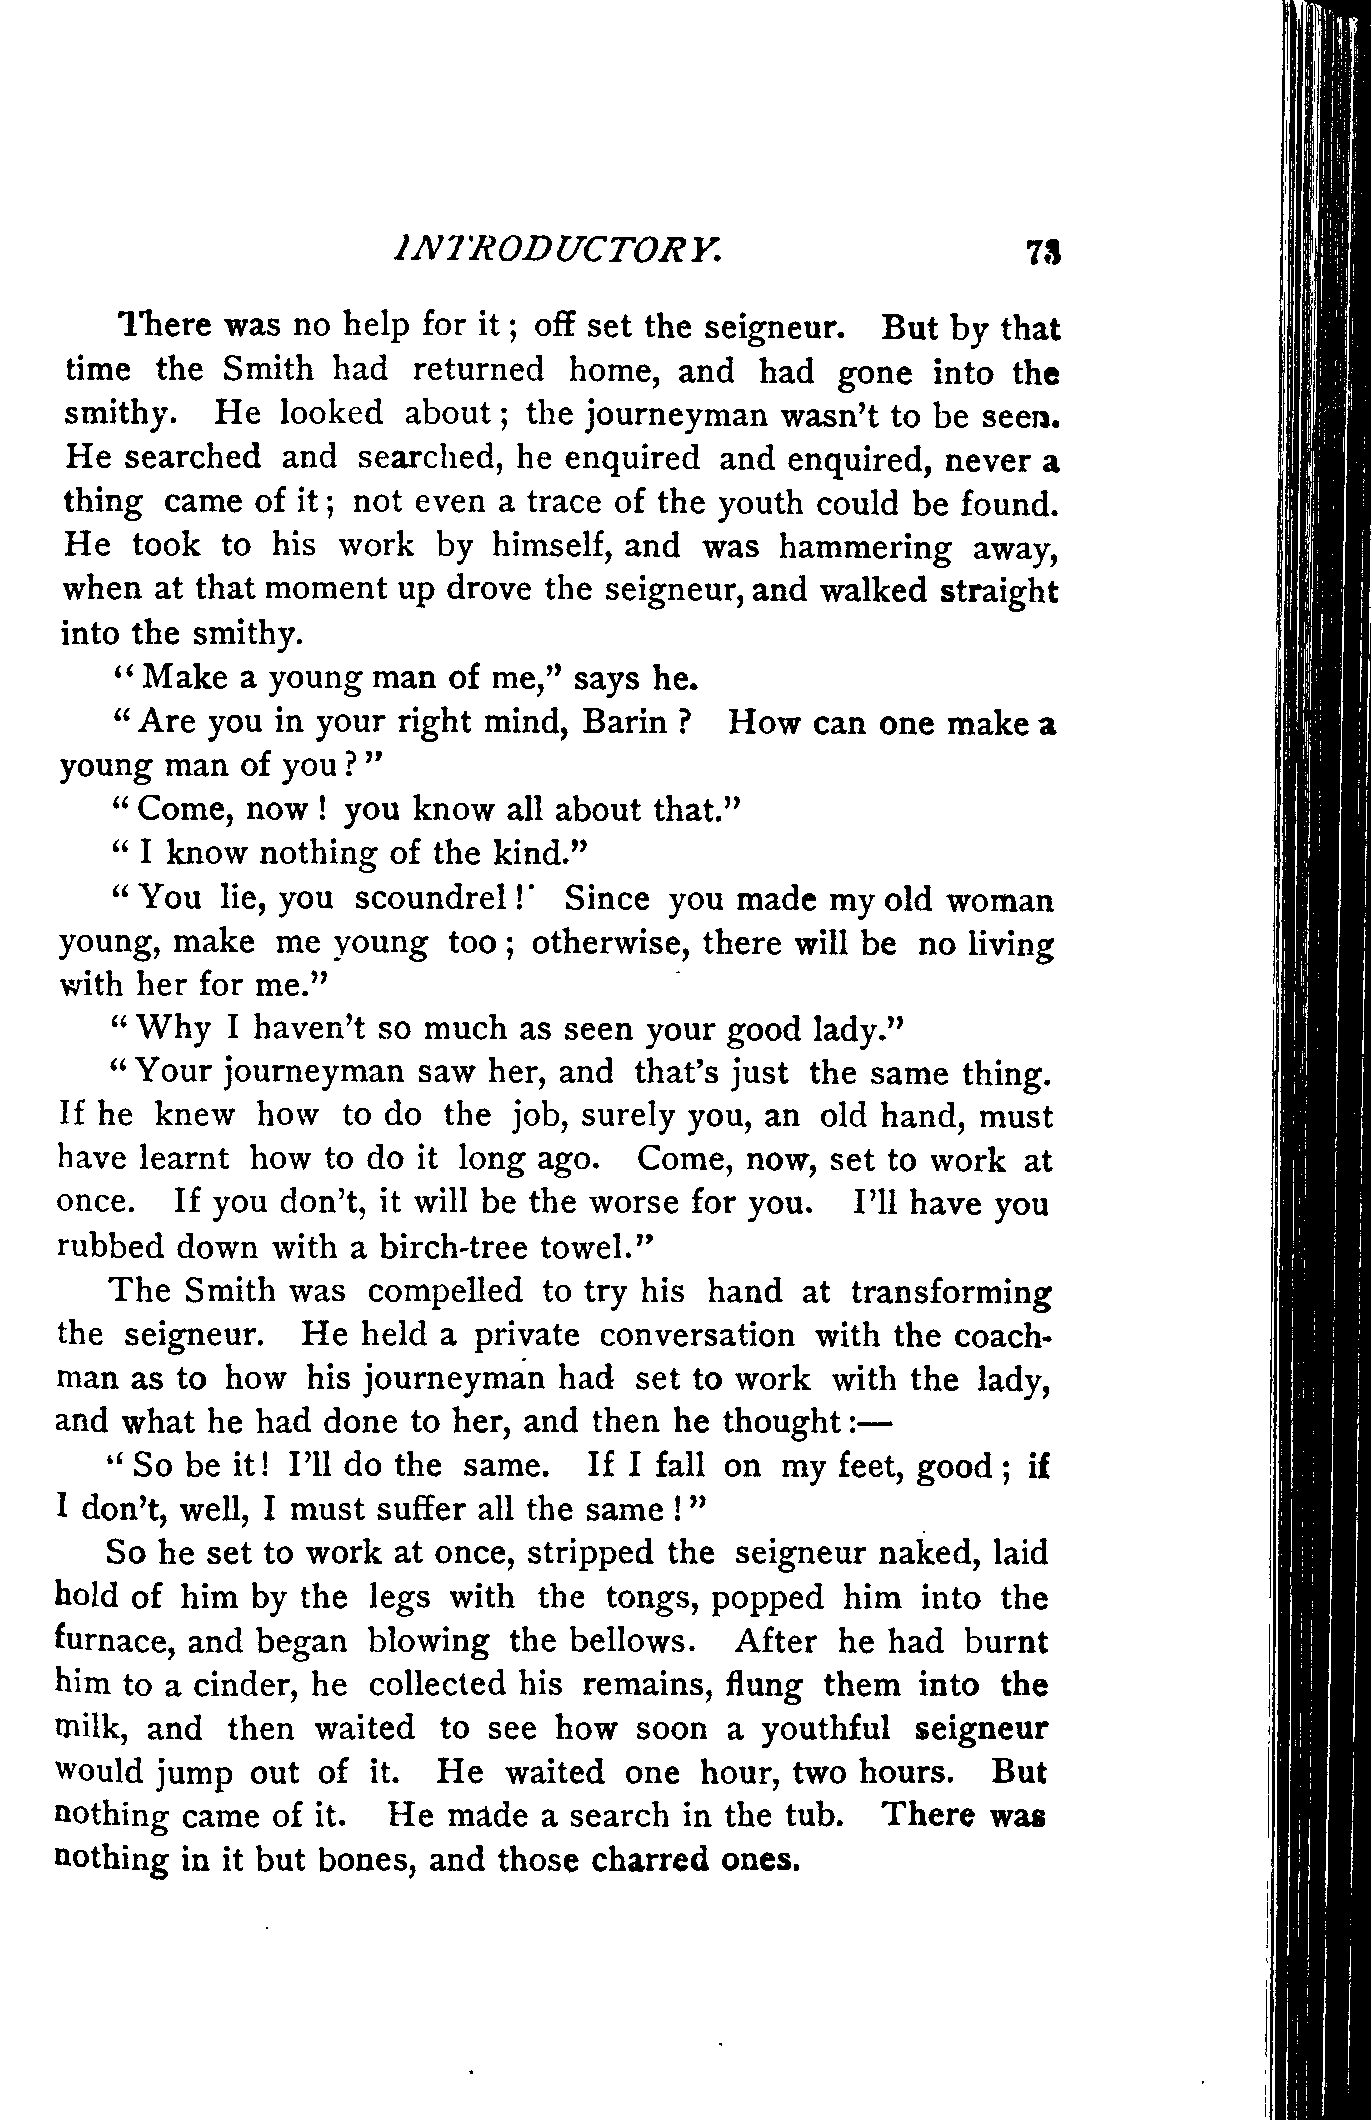 INTRODUCTORY. 73
There was no help for it; off set the seigneur. But by that
time the Smith had returned home, and had gone into the
smithy. He looked about; the journeyman wasn't to be seen.
He searched and searched, he enquired and enquired, never a
thing came of it; not even a trace of the youth could be found.
He took to his work by himself, and was hammering away,
when at that moment up drove the seigneur, and walked straight
into the smithy.
"Make a young man of me," says he.
"Are you in your right mind, Barin? How can one make a
young man of you?"
"Come, now! you know all about that."
"I know nothing of the kind."
"You lie, you scoundrel! Since you made my old woman
young, make me young too; otherwise, there will be no living
with her for me."
"Why I haven't so much as seen your good lady."
"Your journeyman saw her, and that's just the same thing.
If he knew how to do the job, surely you, an old hand, must
have learnt how to do it long ago. Come, now, set to work at
once. If you don't, it will be the worse for you. I'll have you
rubbed down with a birch-tree towel."
The Smith was compelled to try his hand at transforming
the seigneur. He held a private conversation with the coach-
man as to how his journeyman had set to work with the lady,
and what he had done to her, and then he thought:—
"So be it! I'll do the same. If I fall on my feet, good; if
I don't, well, I must suffer all the same!"
So he set to work at once, stripped the seigneur naked, laid
hold of him by the legs with the tongs, popped him into the
furnace, and began blowing the bellows. After he had burnt
him to a cinder, he collected his remains, flung them into the
milk, and then waited to see how soon a youthful seigneur
would jump out of it. He waited one hour, two hours. But
nothing came of it. He made a search in the tub. There was
nothing in it but bones, and those charred ones.